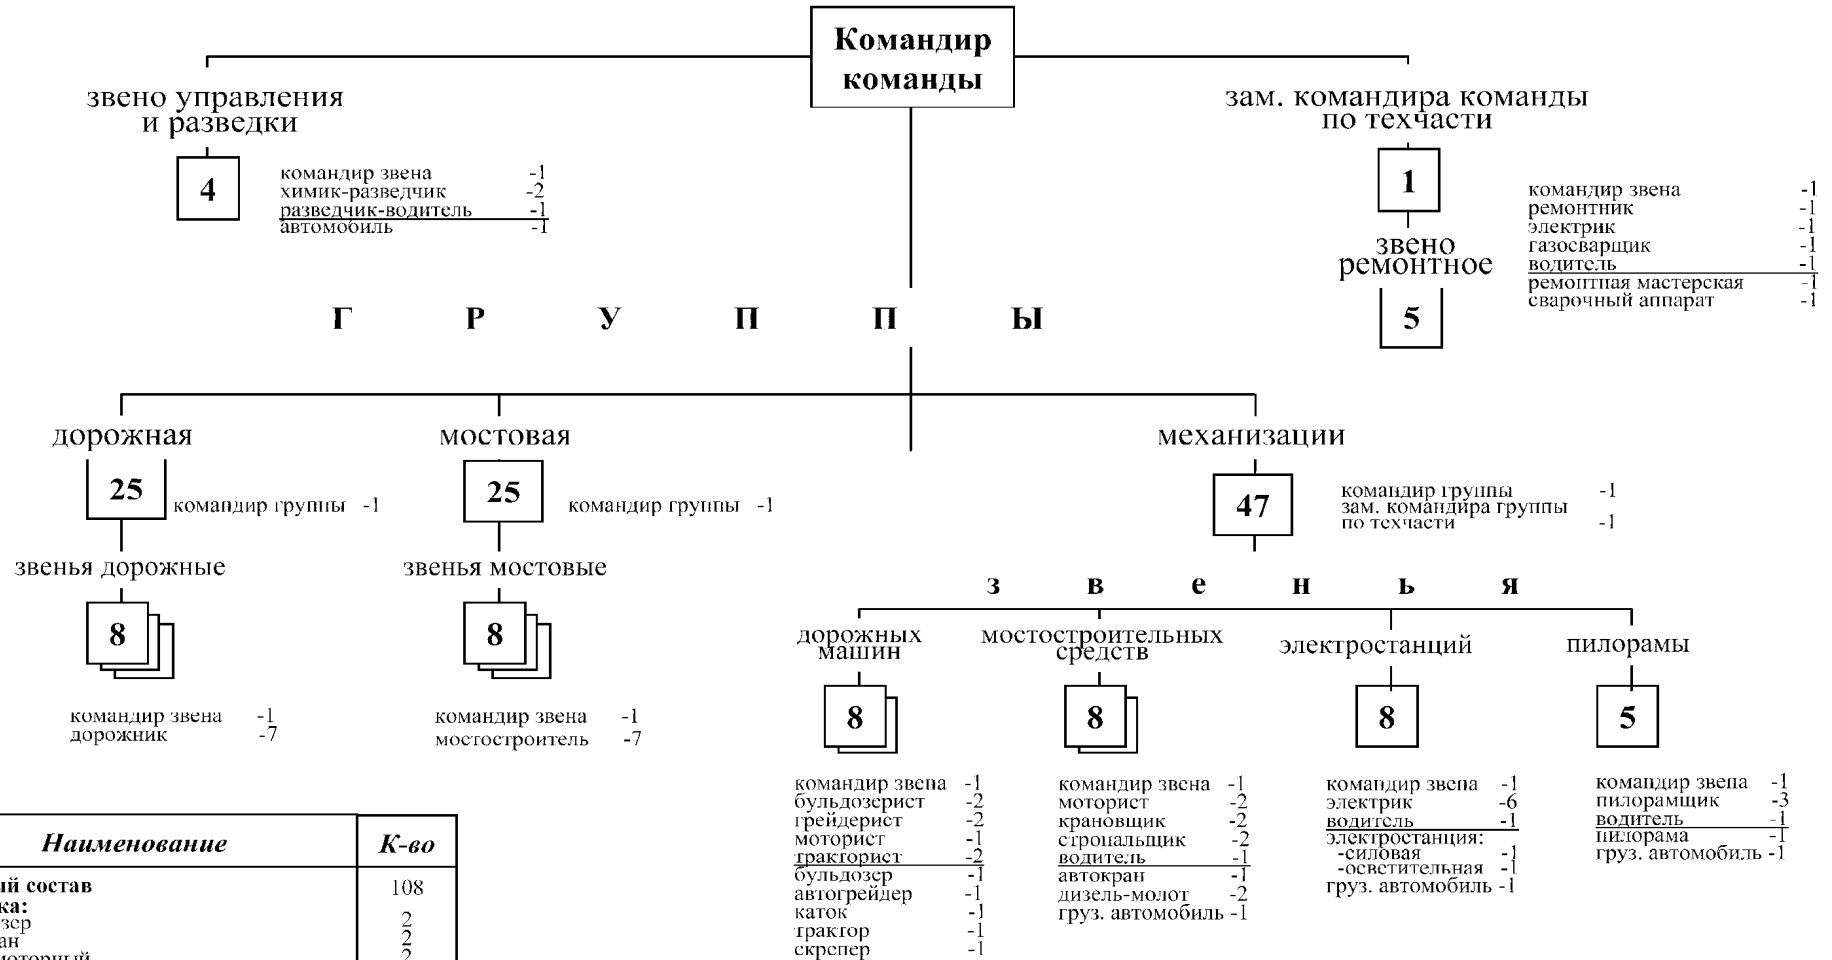 Командир
команды
звено управления
и разведки
4
командир звена -1
химик-разведчик -2
разведчик-водитель -1
автомобиль -1
зам. командира команды
по техчасти
1
звено
ремонтное
5
командир звена -1
ремонтник -1
электрик -1
газосварщик -1
водитель -1
ремонтная мастерская -1
сварочный аппарат -1
Г Р У П П Ы
дорожная
25
командир группы -1
звенья дорожные
8
командир звена -1
дорожник -7
мостовая
25
командир группы -1
звенья мостовые
8
командир звена -1
мостостроитель -7
механизации
47
командир группы -1
зам. командира группы
по техчасти -1
з в е н ь я
дорожных
машин
8
командир звена -1
бульдозерист -2
грейдерист -2
моторист -1
тракторист -2
бульдозер -1
автогрейдер -1
каток -1
трактор -1
скрепер -1
мостостроительных
средств
8
командир звена -1
моторист -2
крановщик -2
стропальщик -2
водитель -1
автокран -1
дизель-молот -2
груз. автомобиль -1
электростанций
8
командир звена -1
электрик -6
водитель -1
электростанция:
-силовая -1
-осветительная -1
груз. автомобиль -1
пилорамы
5
командир звена -1
пилорамщик -3
водитель -1
пилорама -1
груз. автомобиль -1
Наименование К-во
ый состав 108
ка:
зер 2
ан 2
моторный 2